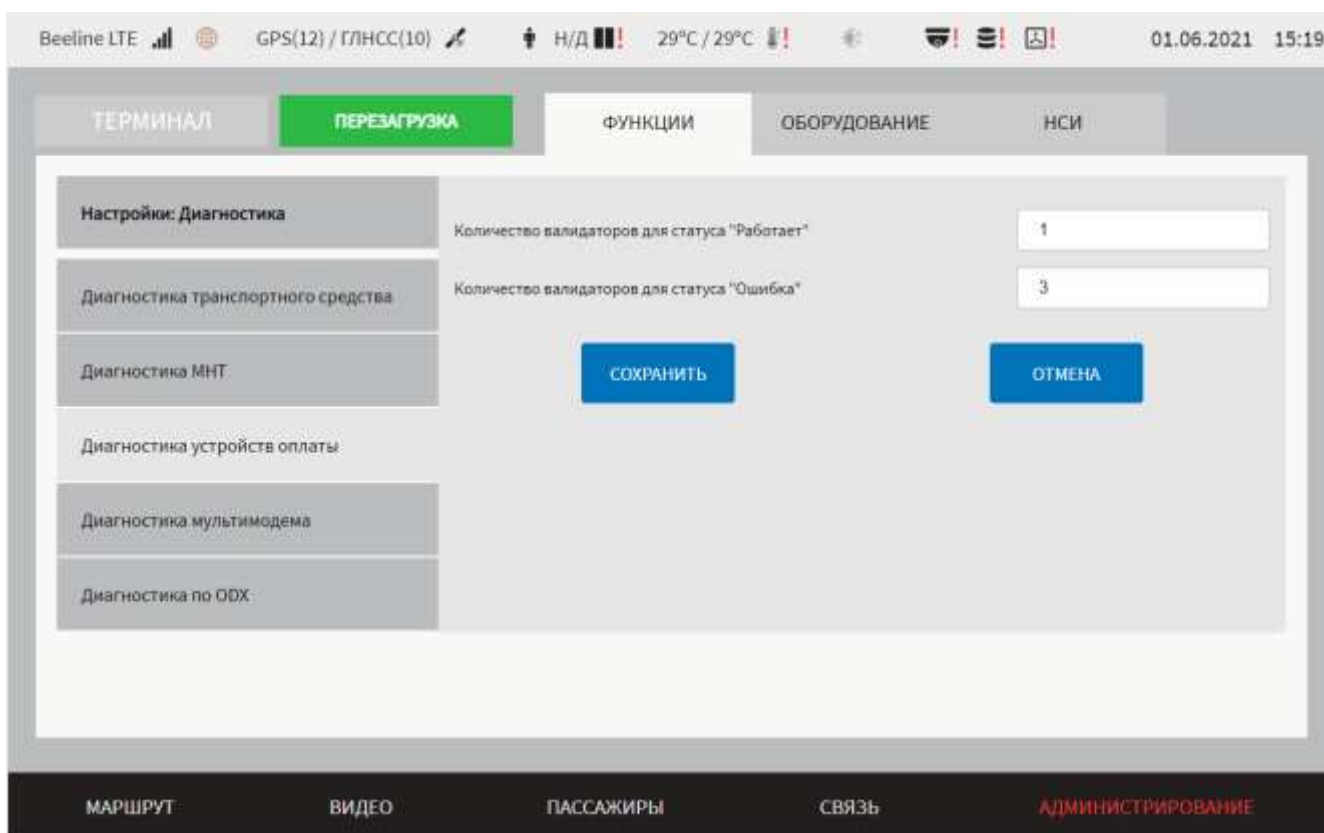 Beeline LTE GPS(12) / ГЛНСС(10) Н/Д ! 29°C / 29°C ! ! ! ! 01.06.2021 15:19
ТЕРМИНАЛ ПЕРЕЗАГРУЗКА ФУНКЦИИ ОБОРУДОВАНИЕ НСИ
Настройки: Диагностика
Количество валидаторов для статуса "Работает" 1
Диагностика транспортного средства
Количество валидаторов для статуса "Ошибка" 3
Диагностика МНТ
СОХРАНИТЬ ОТМЕНА
Диагностика устройств оплаты
Диагностика мультимодема
Диагностика по ODX
МАРШРУТ ВИДЕО ПАССАЖИРЫ СВЯЗЬ АДМИНИСТРИРОВАНИЕ